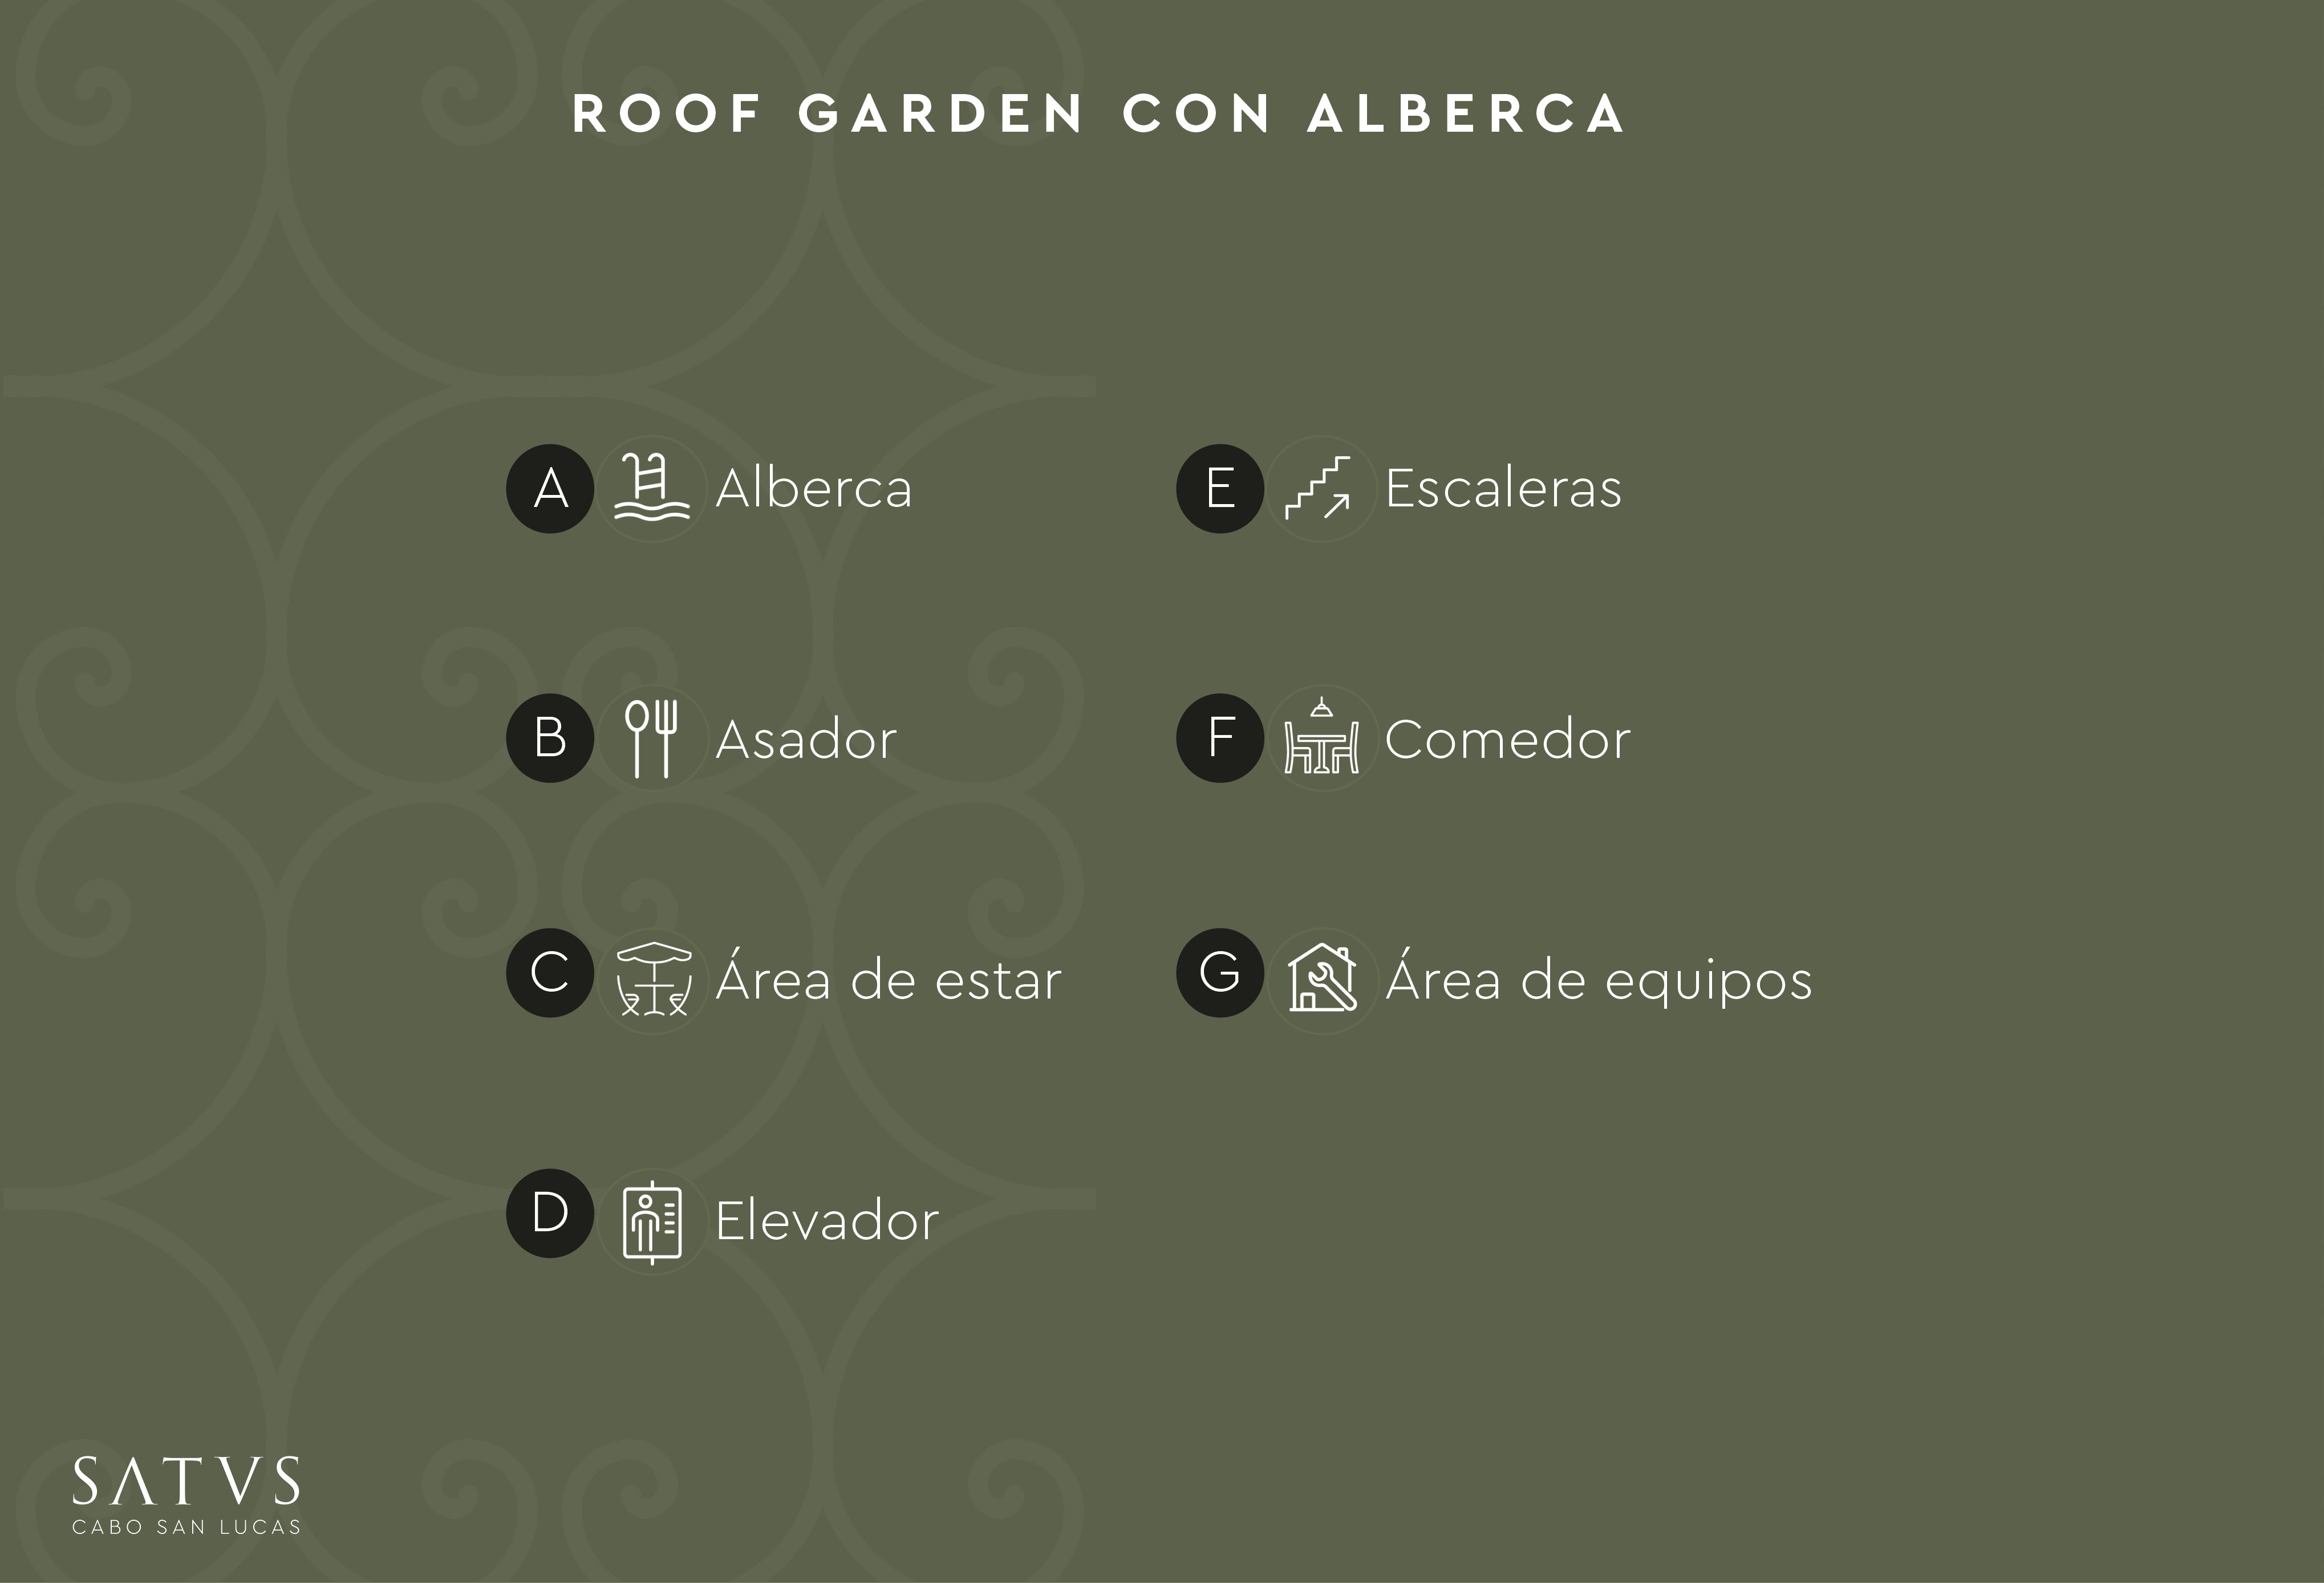 ROOF GARDEN CON ALBERCA
A Alberca
B Asador
C Área de estar
D Elevador
E Escaleras
F Comedor
G Área de equipos
SATVS
CABO SAN LUCAS